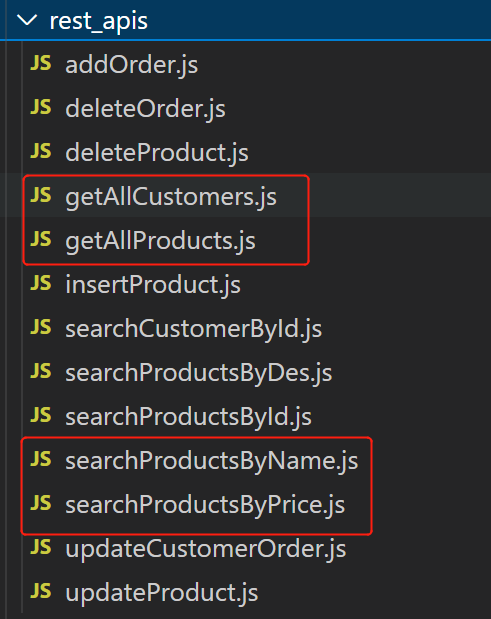 rest_apis
JS addOrder.js
JS deleteOrder.js
JS deleteProduct.js
JS getAllCustomers.js
JS getAllProducts.js
JS insertProduct.js
JS searchCustomerById.js
JS searchProductsByDes.js
JS searchProductsById.js
JS searchProductsByName.js
JS searchProductsByPrice.js
JS updateCustomerOrder.js
JS updateProduct.js